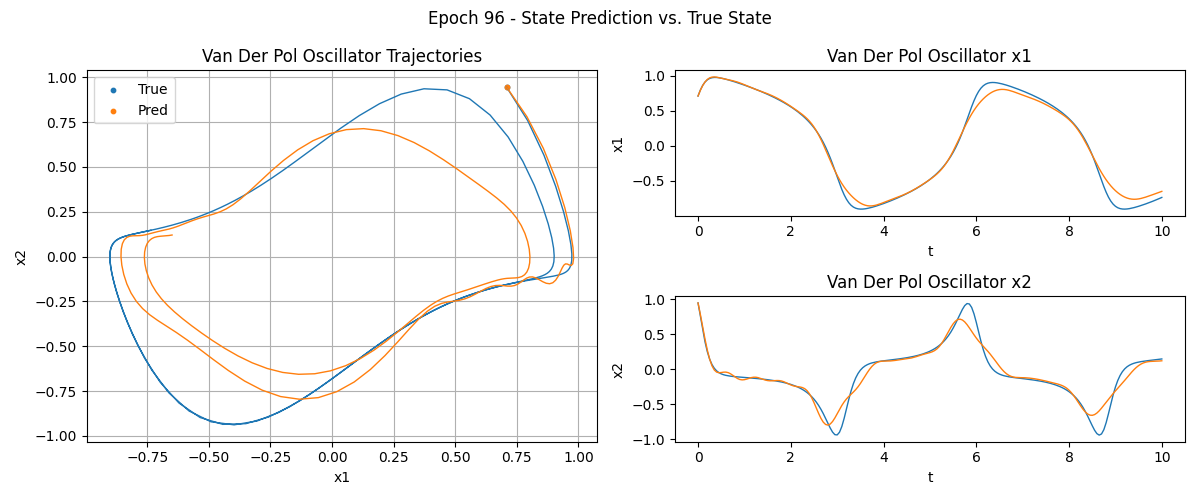 Epoch 96 - State Prediction vs. True State
Van Der Pol Oscillator Trajectories
True
Pred
1.00
0.75
0.50
0.25
0.00
−0.25
−0.50
−0.75
−1.00
x2
−0.75 −0.50 −0.25 0.00 0.25 0.50 0.75 1.00
x1
Van Der Pol Oscillator x1
1.0
0.5
0.0
−0.5
x1
0 2 4 6 8 10
t
Van Der Pol Oscillator x2
1.0
0.5
0.0
−0.5
−1.0
x2
0 2 4 6 8 10
t